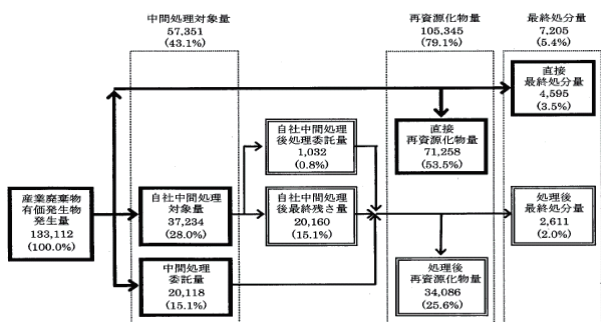 中間処理対象量
57,351
(43.1%)
再資源化物量
105,345
(79.1%)
最終処分量
7,205
(5.4%)
直接
最終処分量
4,595
(3.5%)
自社中間処理
後処理委託量
1,032
(0.8%)
直接
再資源化物量
71,258
(53.5%)
産業廃棄物
有価発生物
発生量
133,112
(100.0%)
自社中間処理
対象量
37,234
(28.0%)
自社中間処理
後最終残さ量
20,160
(15.1%)
処理後
最終処分量
2,611
(2.0%)
中間処理
委託量
20,118
(15.1%)
処理後
再資源化物量
34,086
(25.6%)